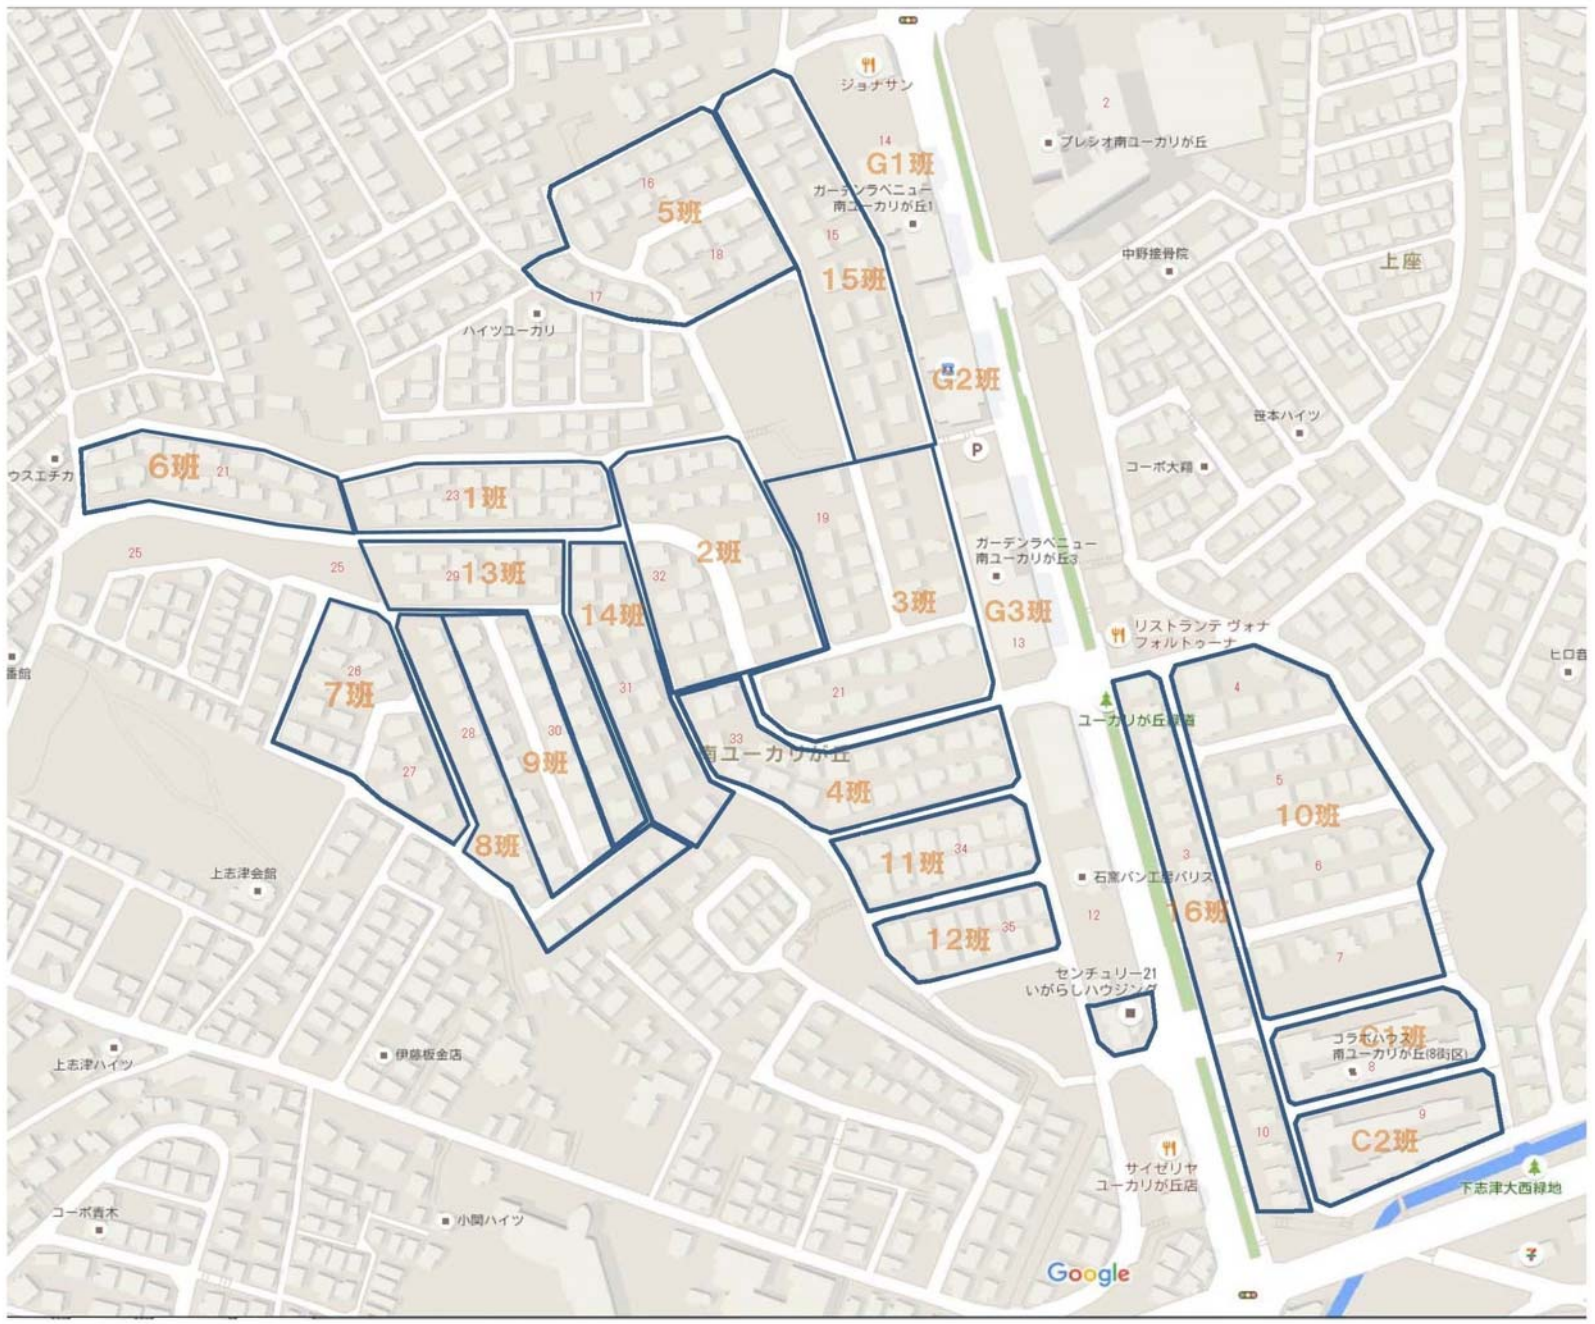 ジョナサン
2
プレシオ南ユーカリが丘
14
G1班
16
5班
ガーデンラベニュー
南ユーカリが丘1
15
18
15班
中野接骨院
上座
17
ハイツユーカリ
G2班
笹本ハイツ
P
コーポ大翔
ウスエチカ
6班
21
23
1班
19
2班
ガーデンラベニュー
南ユーカリが丘3
25
25
29
13班
32
14班
3班
G3班
13
リストランテ ヴォナ
フォルトゥーナ
ヒロ音
番館
26
7班
31
21
4
ユーカリが丘緑道
28
30
33
南ユーカリが丘
9班
27
4班
5
10班
8班
11班
34
3
6
上志津会館
石窯パン工房バリス
16班
12
12班
35
7
センチュリー21
いがらしハウジング
C1班
コラボハウス
南ユーカリが丘(8街区)
8
上志津ハイツ
伊藤板金店
9
10
C2班
サイゼリヤ
ユーカリが丘店
下志津大西緑地
コーポ青木
小関ハイツ
7
Google